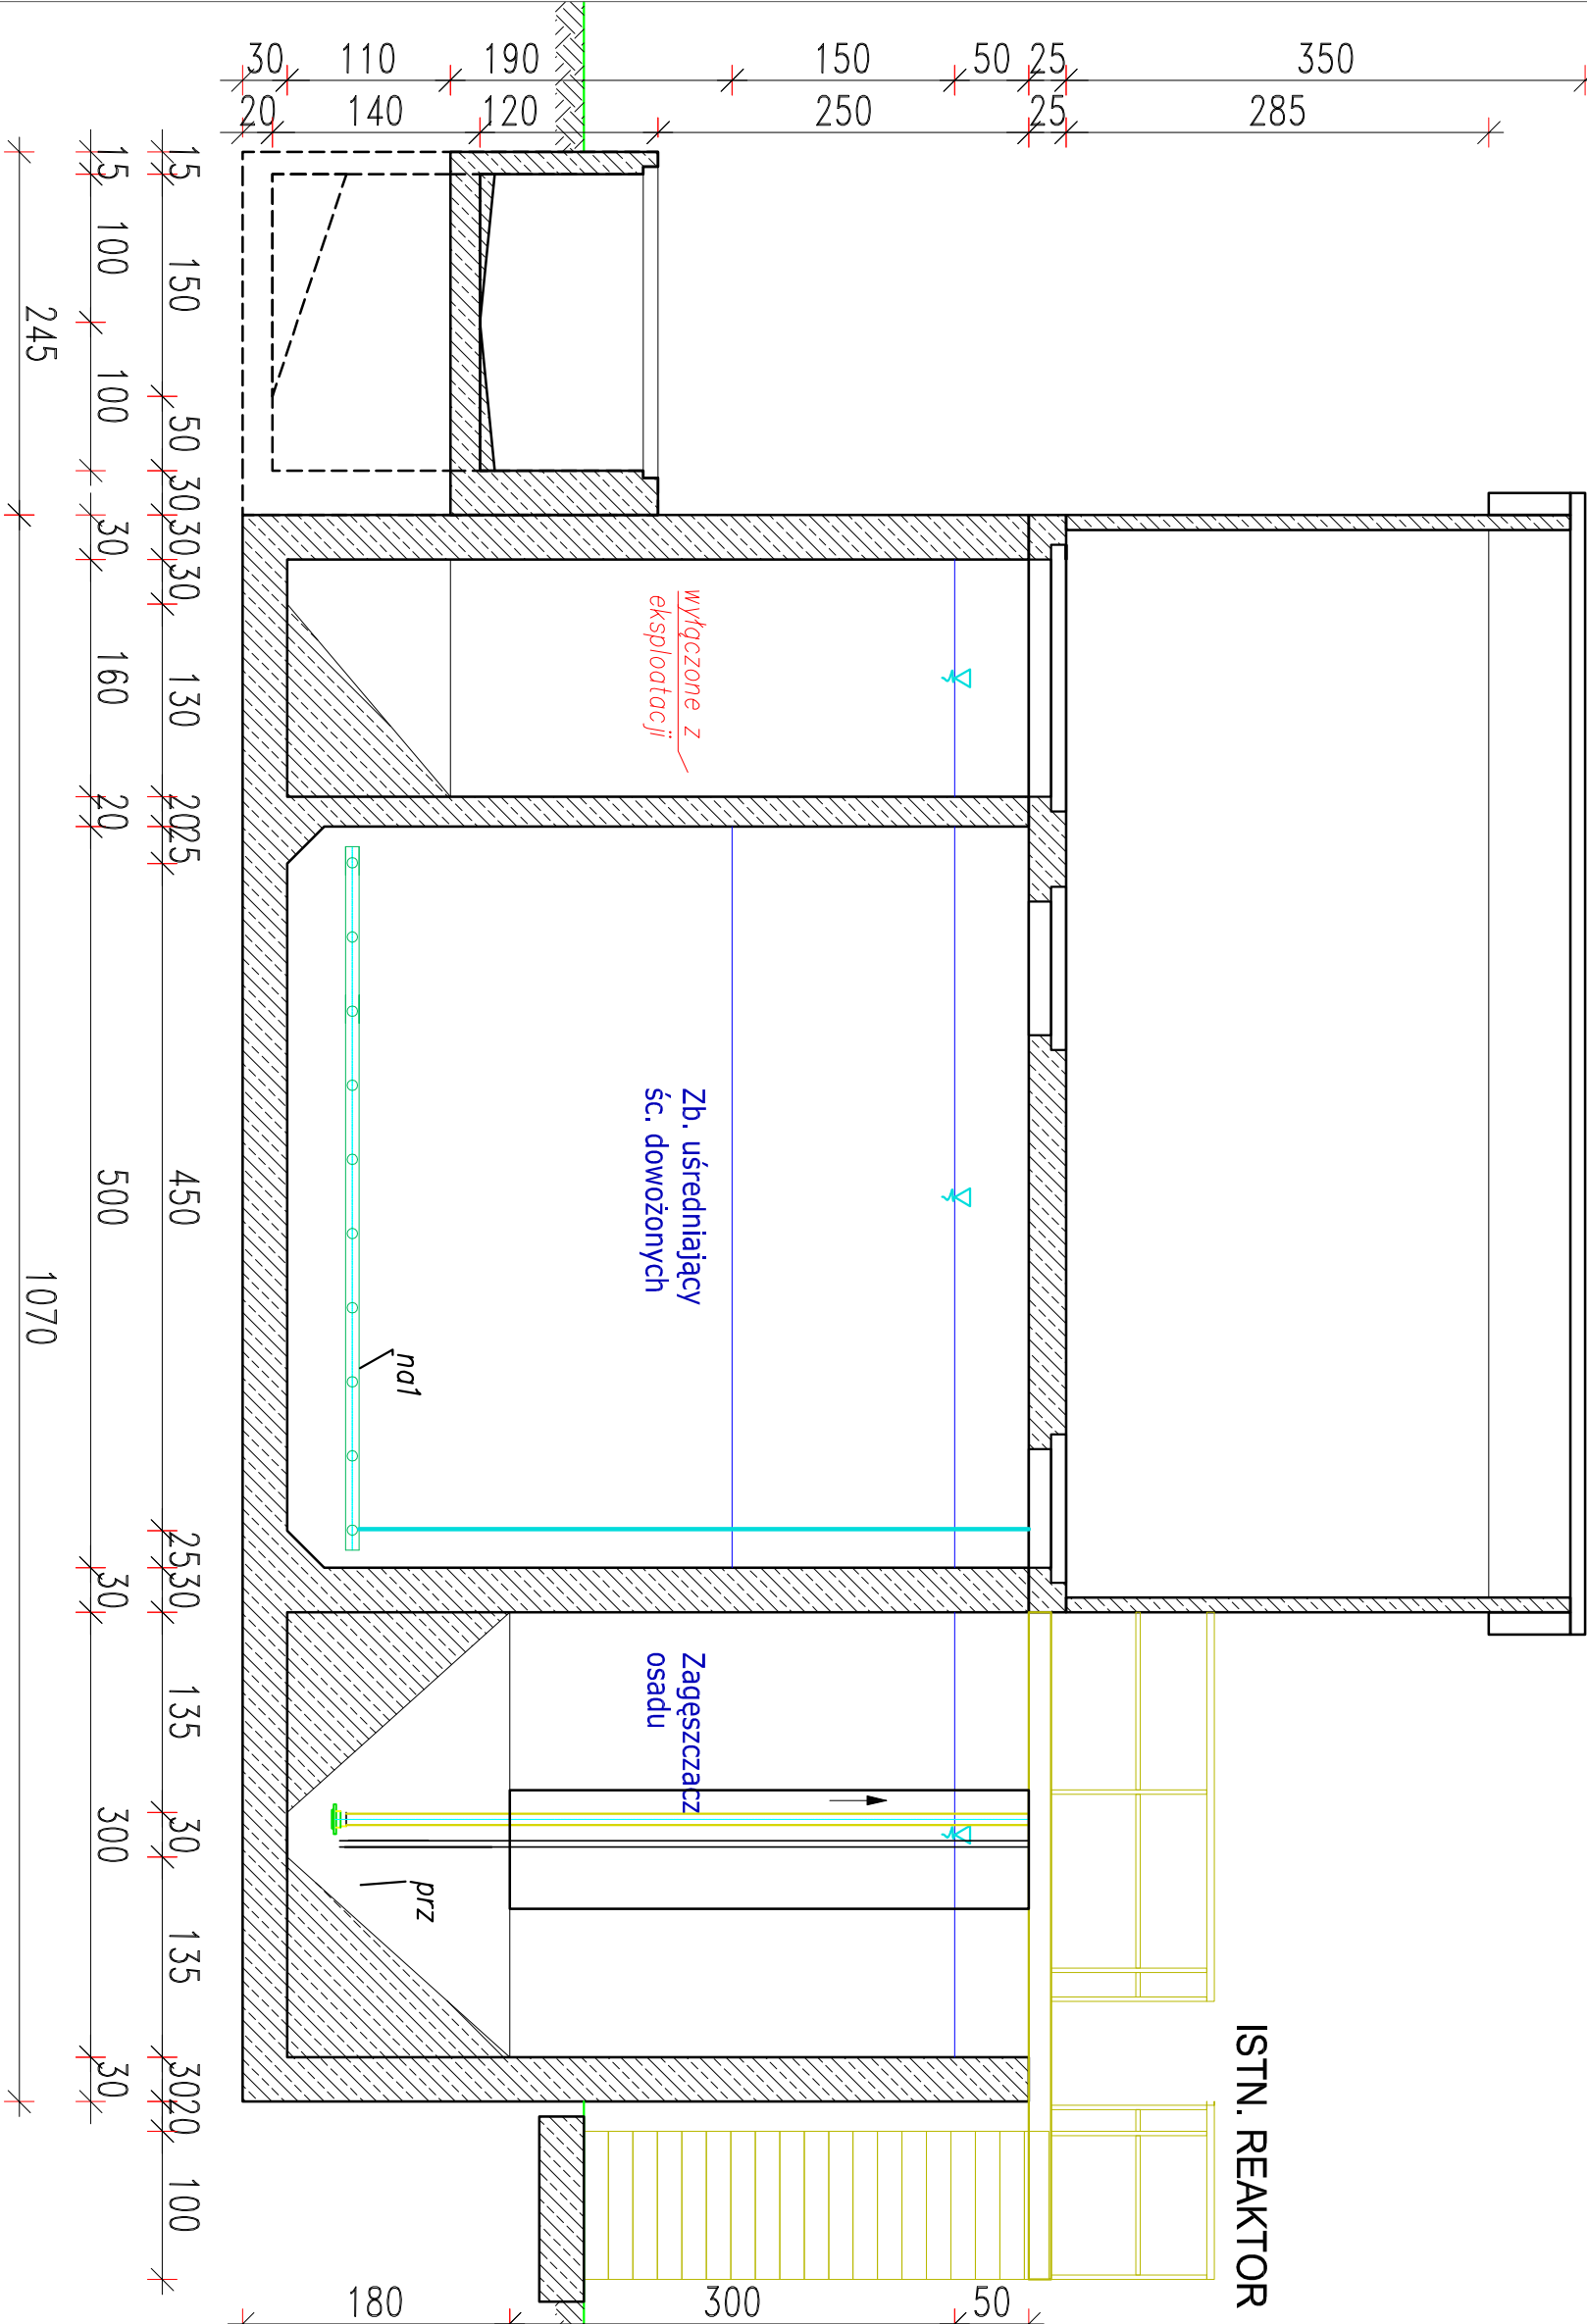 30 110 190 150 50 25 350
20 140 120 250 25 285
15 150 50 30 30 30 130 20 25 450 25 30 135 30 135 30 20 100
15 100 100 30 160 20 500 30 300 30
245 1070
wyłączone z
eksploatacji
Zb. uśredniający
śc. dowożonych
na1
Zagęszczacz
osadu
prz
ISTN. REAKTOR
180 300 50